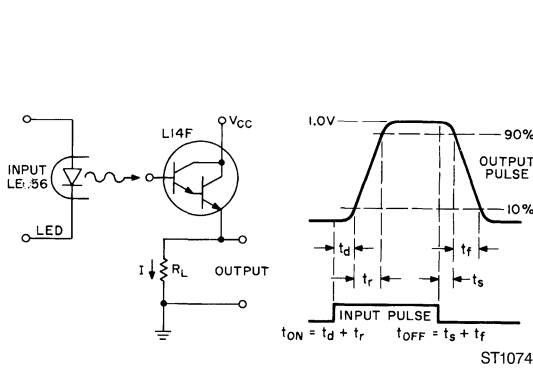 L14F
VCC
INPUT
LED56
LED
I
RL
OUTPUT
1.0V
90%
OUTPUT
PULSE
10%
td
tf
tr
ts
INPUT PULSE
tON = td + tr
tOFF = ts + tf
ST1074